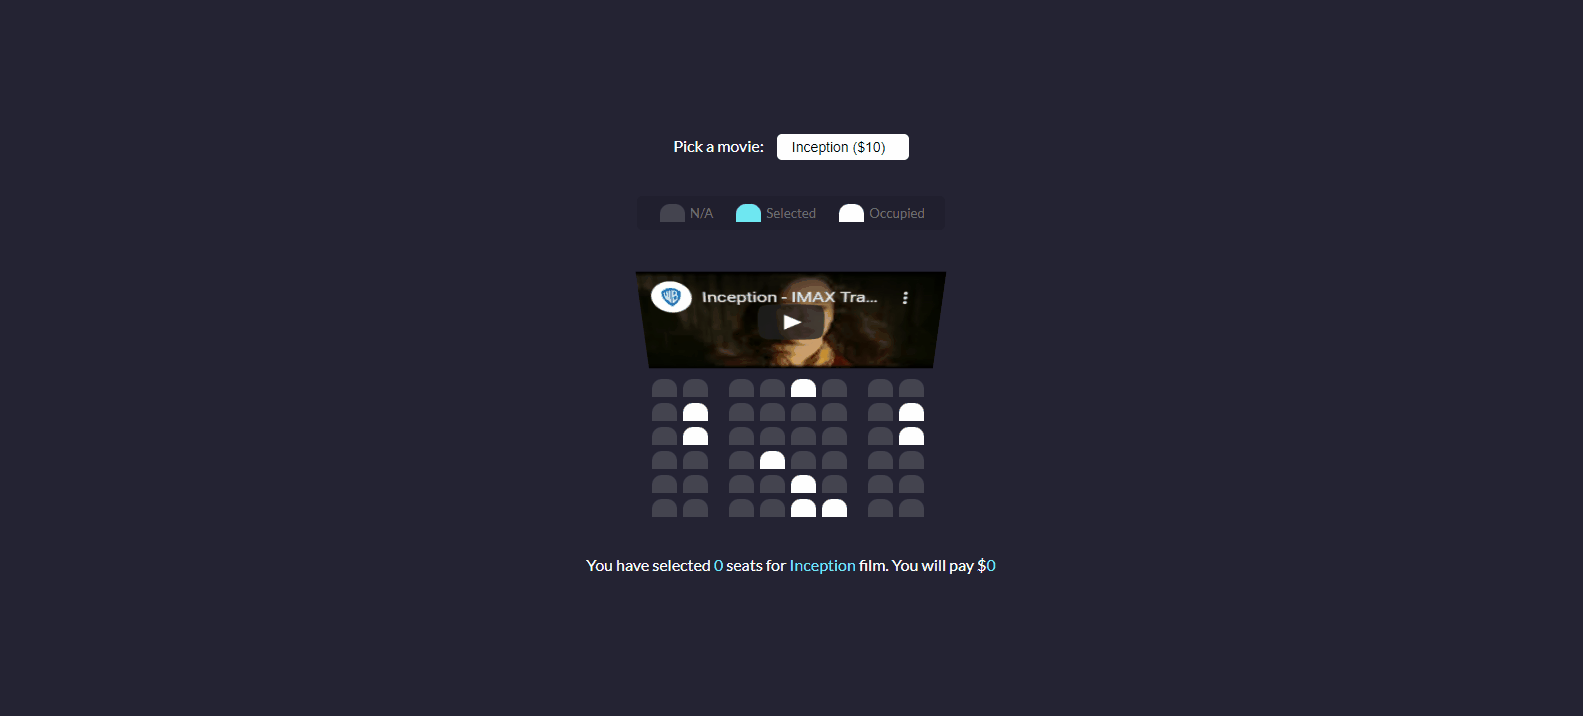 Pick a movie: Inception ($10)
N/A Selected Occupied
WB Inception - IMAX Tra...
You have selected 0 seats for Inception film. You will pay $0